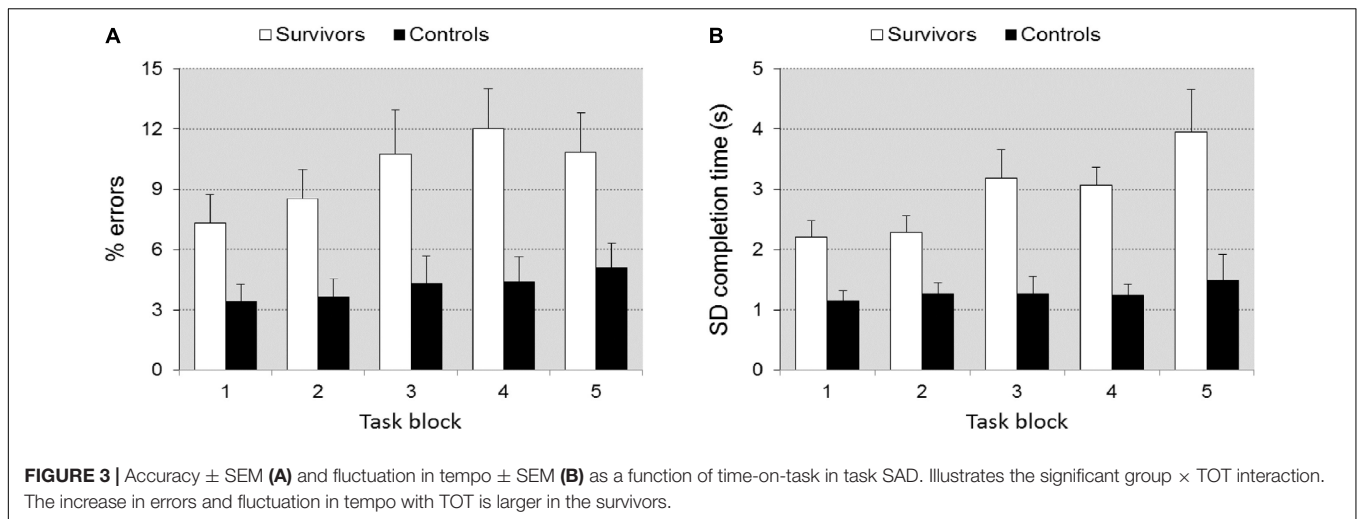 A
□ Survivors ■ Controls
15
12
9
6
3
0
% errors
1 2 3 4 5
Task block
B
□ Survivors ■ Controls
5
4
3
2
1
0
SD completion time (s)
1 2 3 4 5
Task block
FIGURE 3 | Accuracy ± SEM (A) and fluctuation in tempo ± SEM (B) as a function of time-on-task in task SAD. Illustrates the significant group × TOT interaction.
The increase in errors and fluctuation in tempo with TOT is larger in the survivors.